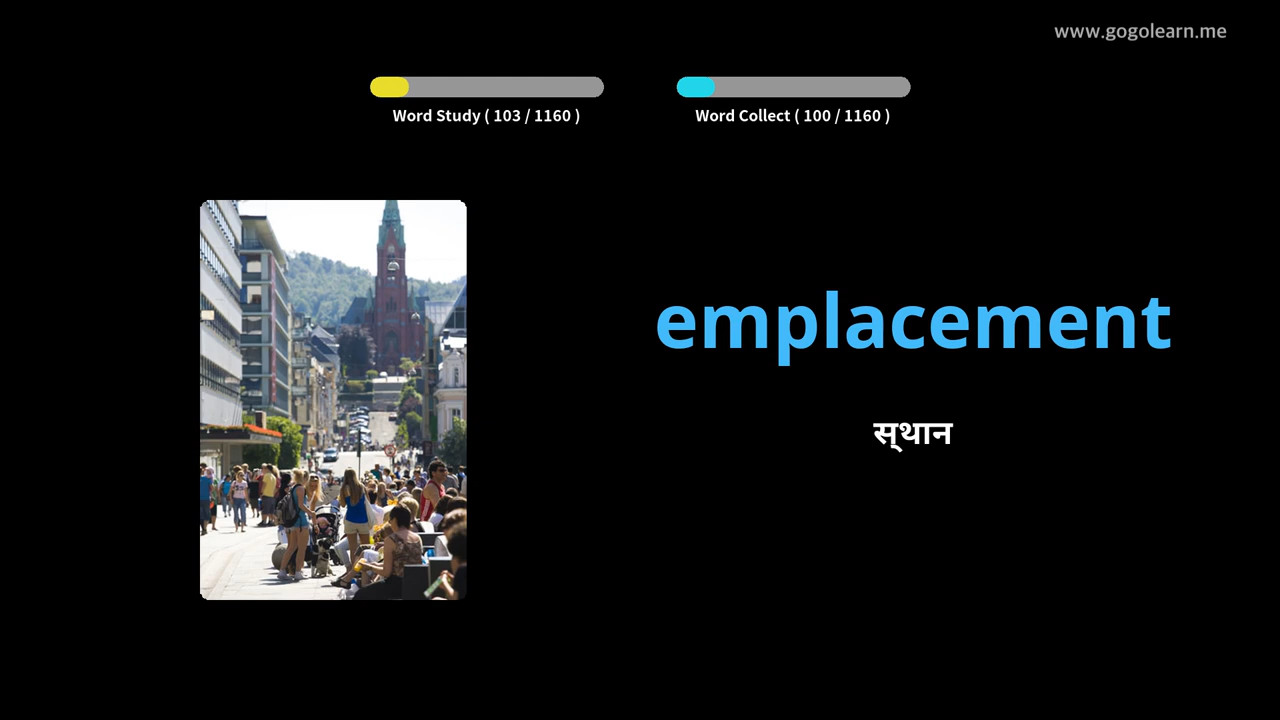 www.gogolearn.me
Word Study ( 103 / 1160 )
Word Collect ( 100 / 1160 )
emplacement
स्थान